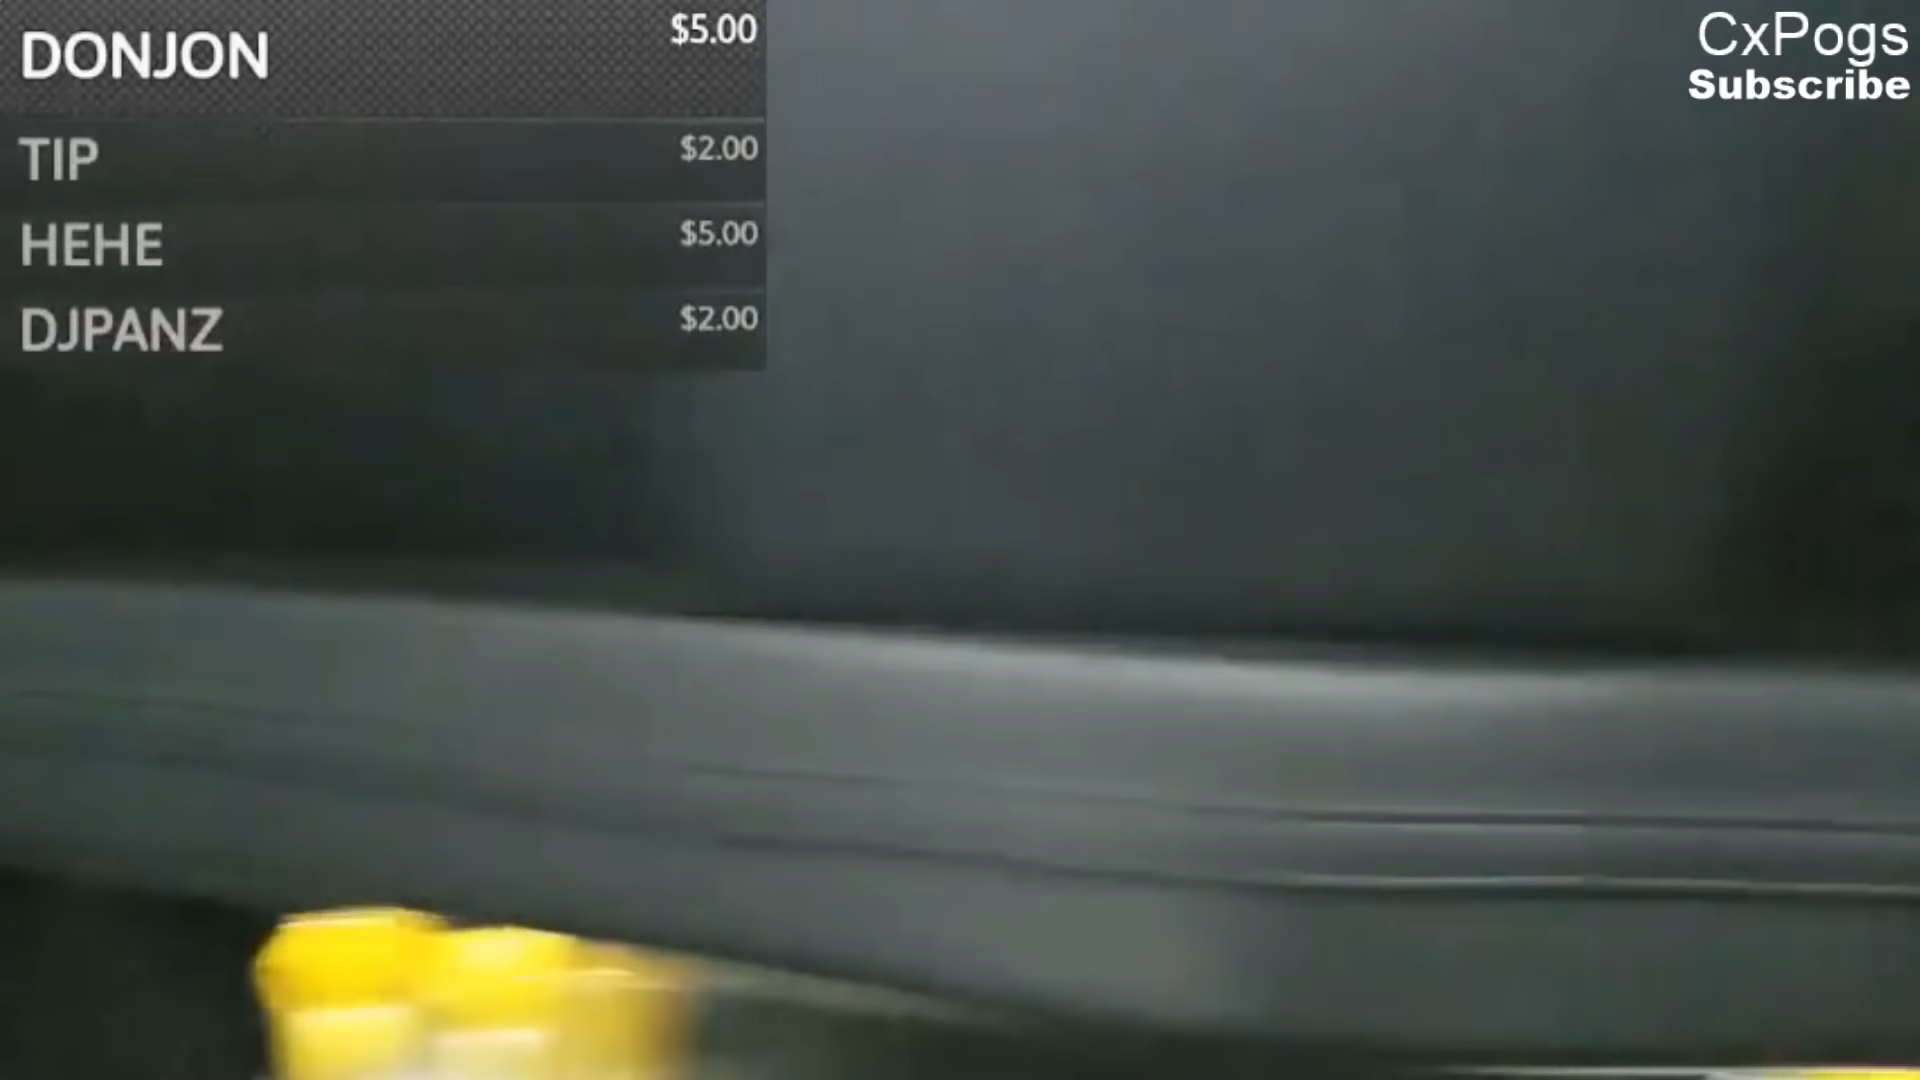 DONJON $5.00
TIP $2.00
HEHE $5.00
DJPANZ $2.00
CxPogs
Subscribe